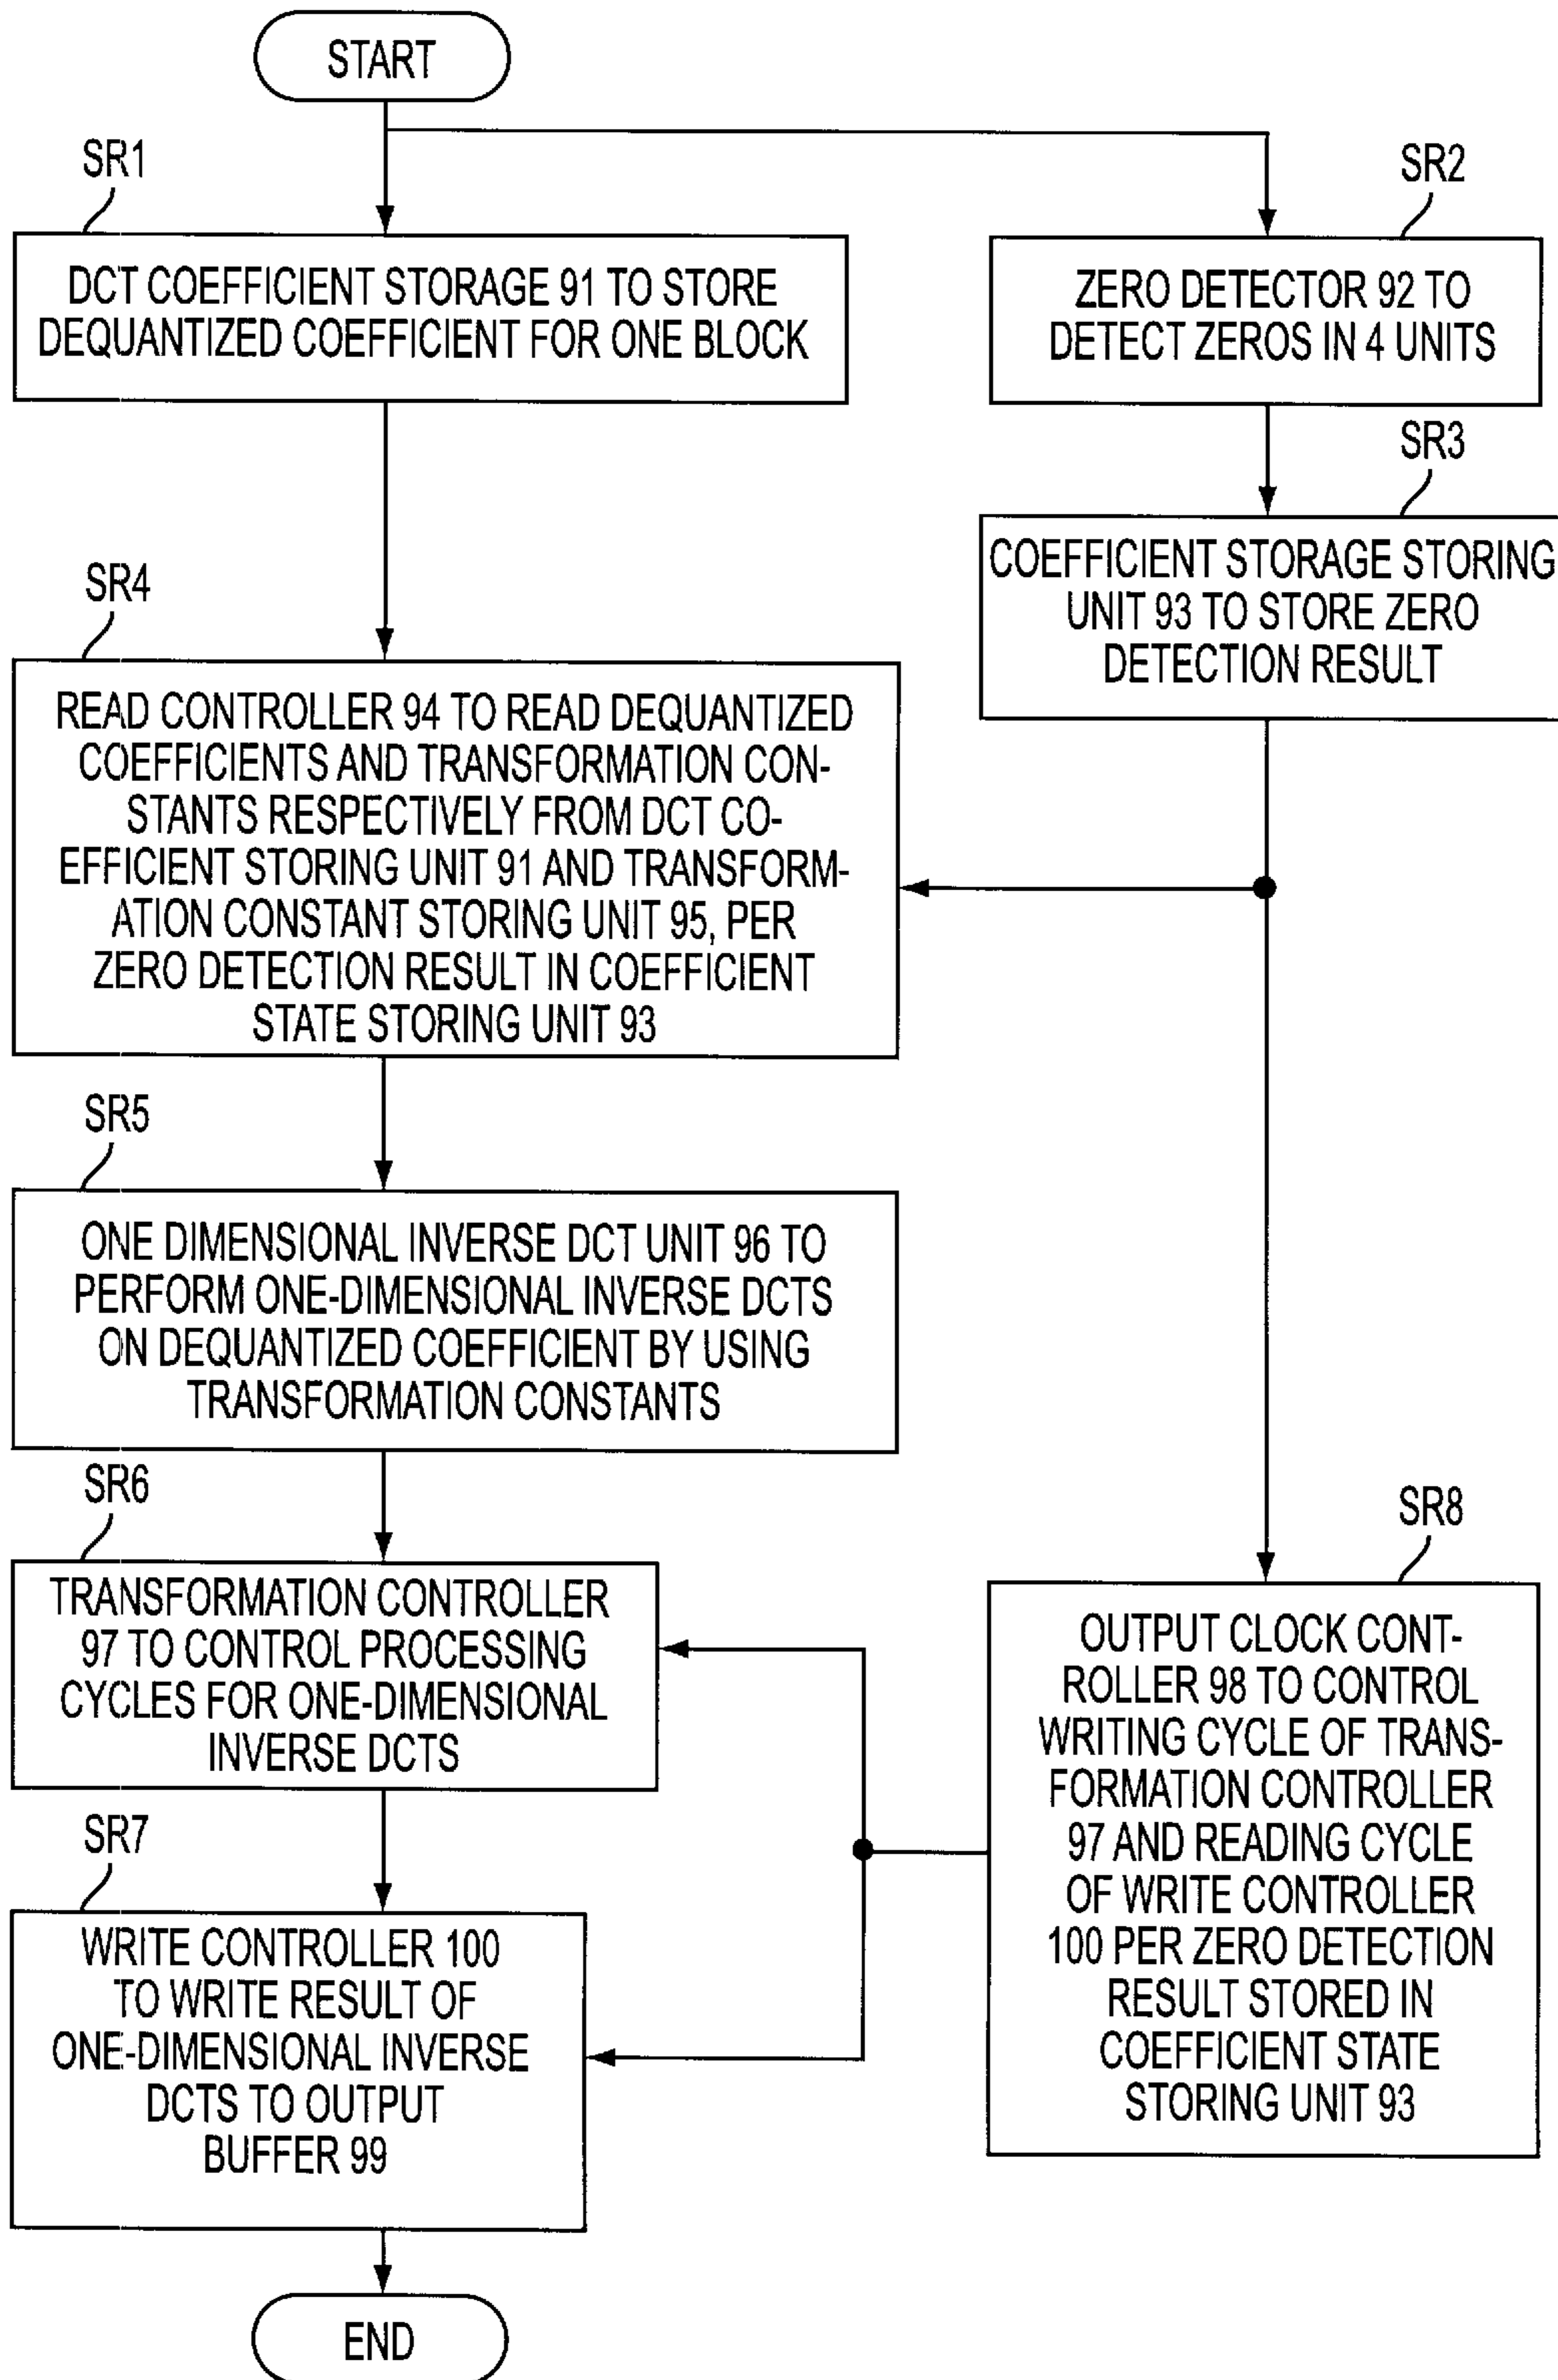 START
SR1
DCT COEFFICIENT STORAGE 91 TO STORE
DEQUANTIZED COEFFICIENT FOR ONE BLOCK
SR2
ZERO DETECTOR 92 TO
DETECT ZEROS IN 4 UNITS
SR3
COEFFICIENT STORAGE STORING
UNIT 93 TO STORE ZERO
DETECTION RESULT
SR4
READ CONTROLLER 94 TO READ DEQUANTIZED
COEFFICIENTS AND TRANSFORMATION CON-
STANTS RESPECTIVELY FROM DCT CO-
EFFICIENT STORING UNIT 91 AND TRANSFORM-
ATION CONSTANT STORING UNIT 95, PER
ZERO DETECTION RESULT IN COEFFICIENT
STATE STORING UNIT 93
SR5
ONE DIMENSIONAL INVERSE DCT UNIT 96 TO
PERFORM ONE-DIMENSIONAL INVERSE DCTS
ON DEQUANTIZED COEFFICIENT BY USING
TRANSFORMATION CONSTANTS
SR6
TRANSFORMATION CONTROLLER
97 TO CONTROL PROCESSING
CYCLES FOR ONE-DIMENSIONAL
INVERSE DCTS
SR7
WRITE CONTROLLER 100
TO WRITE RESULT OF
ONE-DIMENSIONAL INVERSE
DCTS TO OUTPUT
BUFFER 99
SR8
OUTPUT CLOCK CONT-
ROLLER 98 TO CONTROL
WRITING CYCLE OF TRANS-
FORMATION CONTROLLER
97 AND READING CYCLE
OF WRITE CONTROLLER
100 PER ZERO DETECTION
RESULT STORED IN
COEFFICIENT STATE
STORING UNIT 93
END